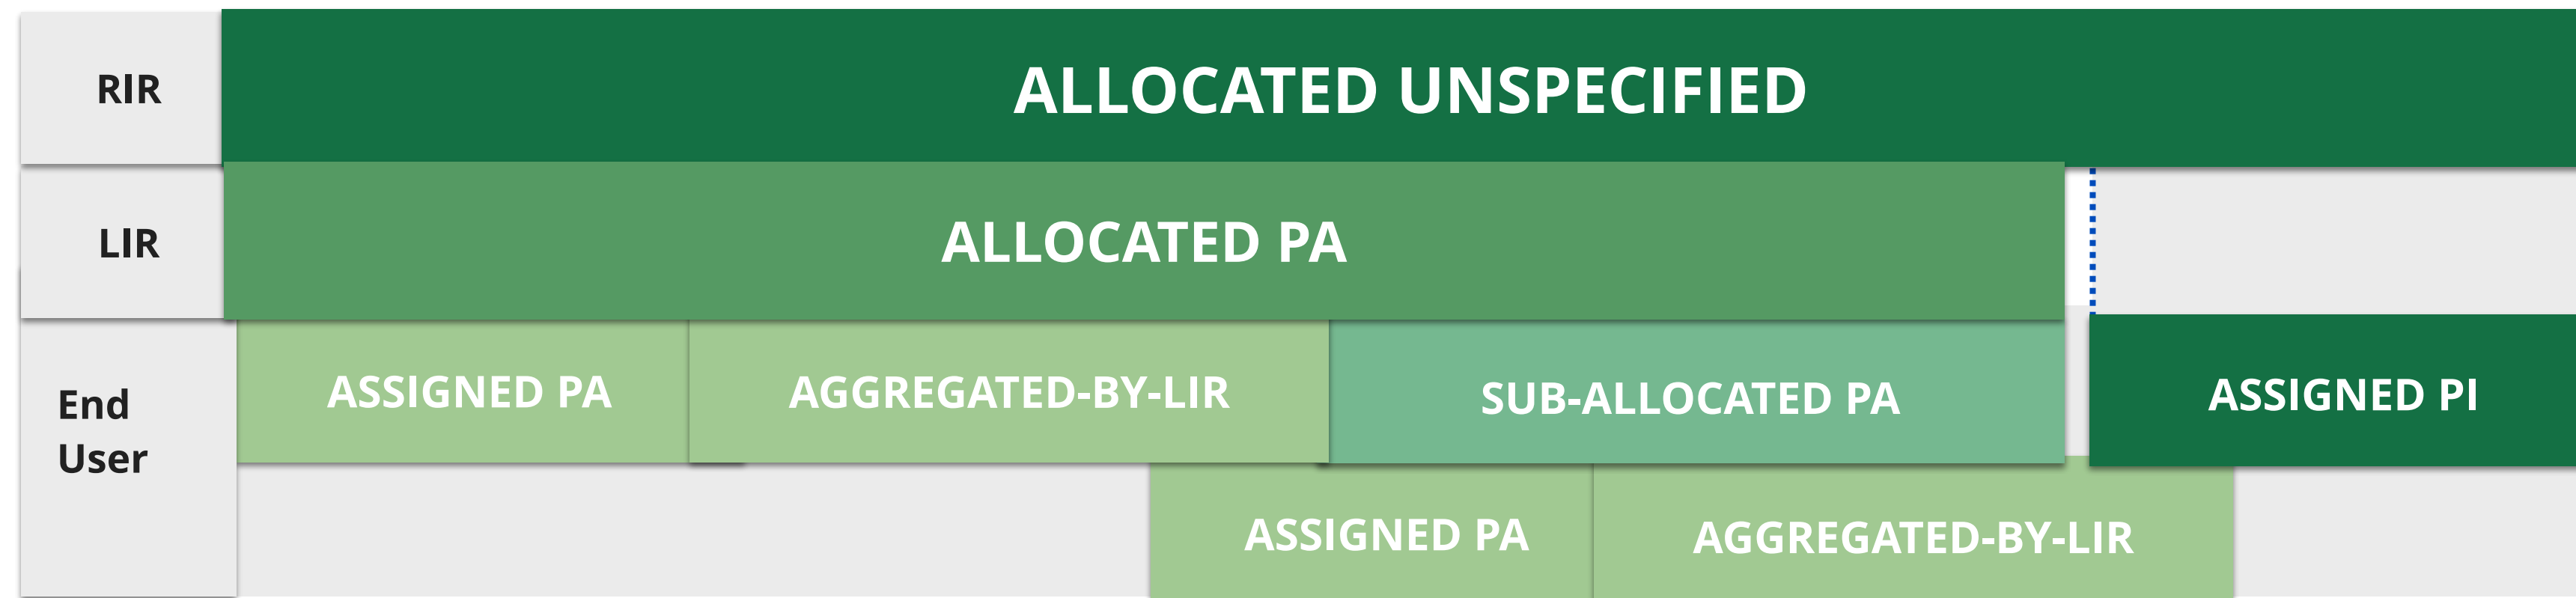 RIR
ALLOCATED UNSPECIFIED
LIR
ALLOCATED PA
End
User
ASSIGNED PA
AGGREGATED-BY-LIR
SUB-ALLOCATED PA
ASSIGNED PI
ASSIGNED PA
AGGREGATED-BY-LIR